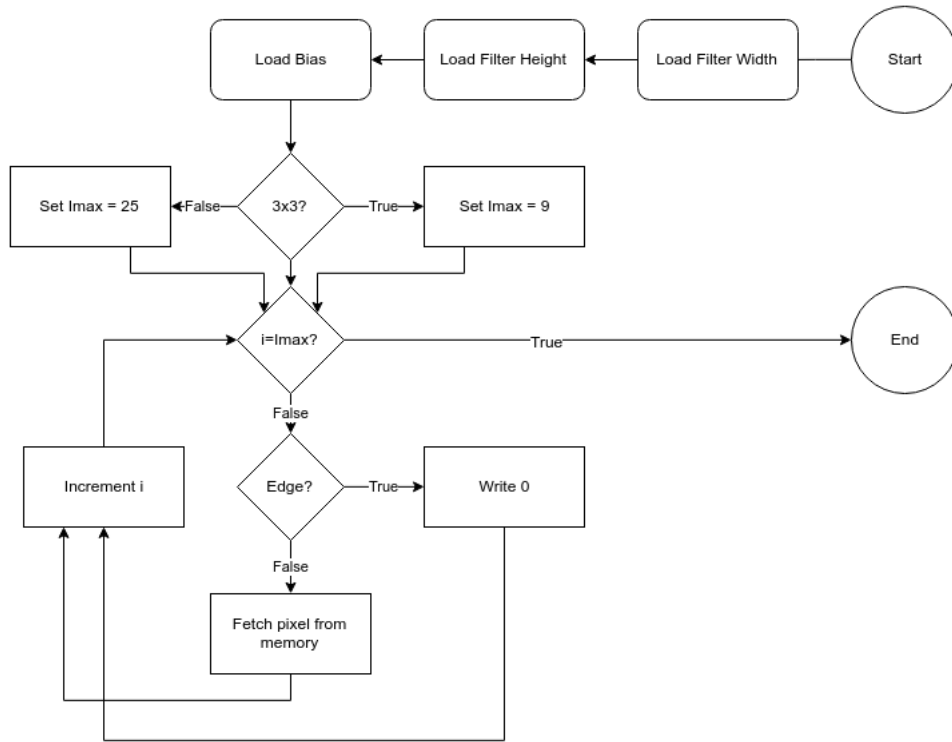 Load Bias
Load Filter Height
Load Filter Width
Start
Set Imax = 25
False
3x3?
True
Set Imax = 9
i=Imax?
True
End
False
Increment i
Edge?
True
Write 0
False
Fetch pixel from
memory